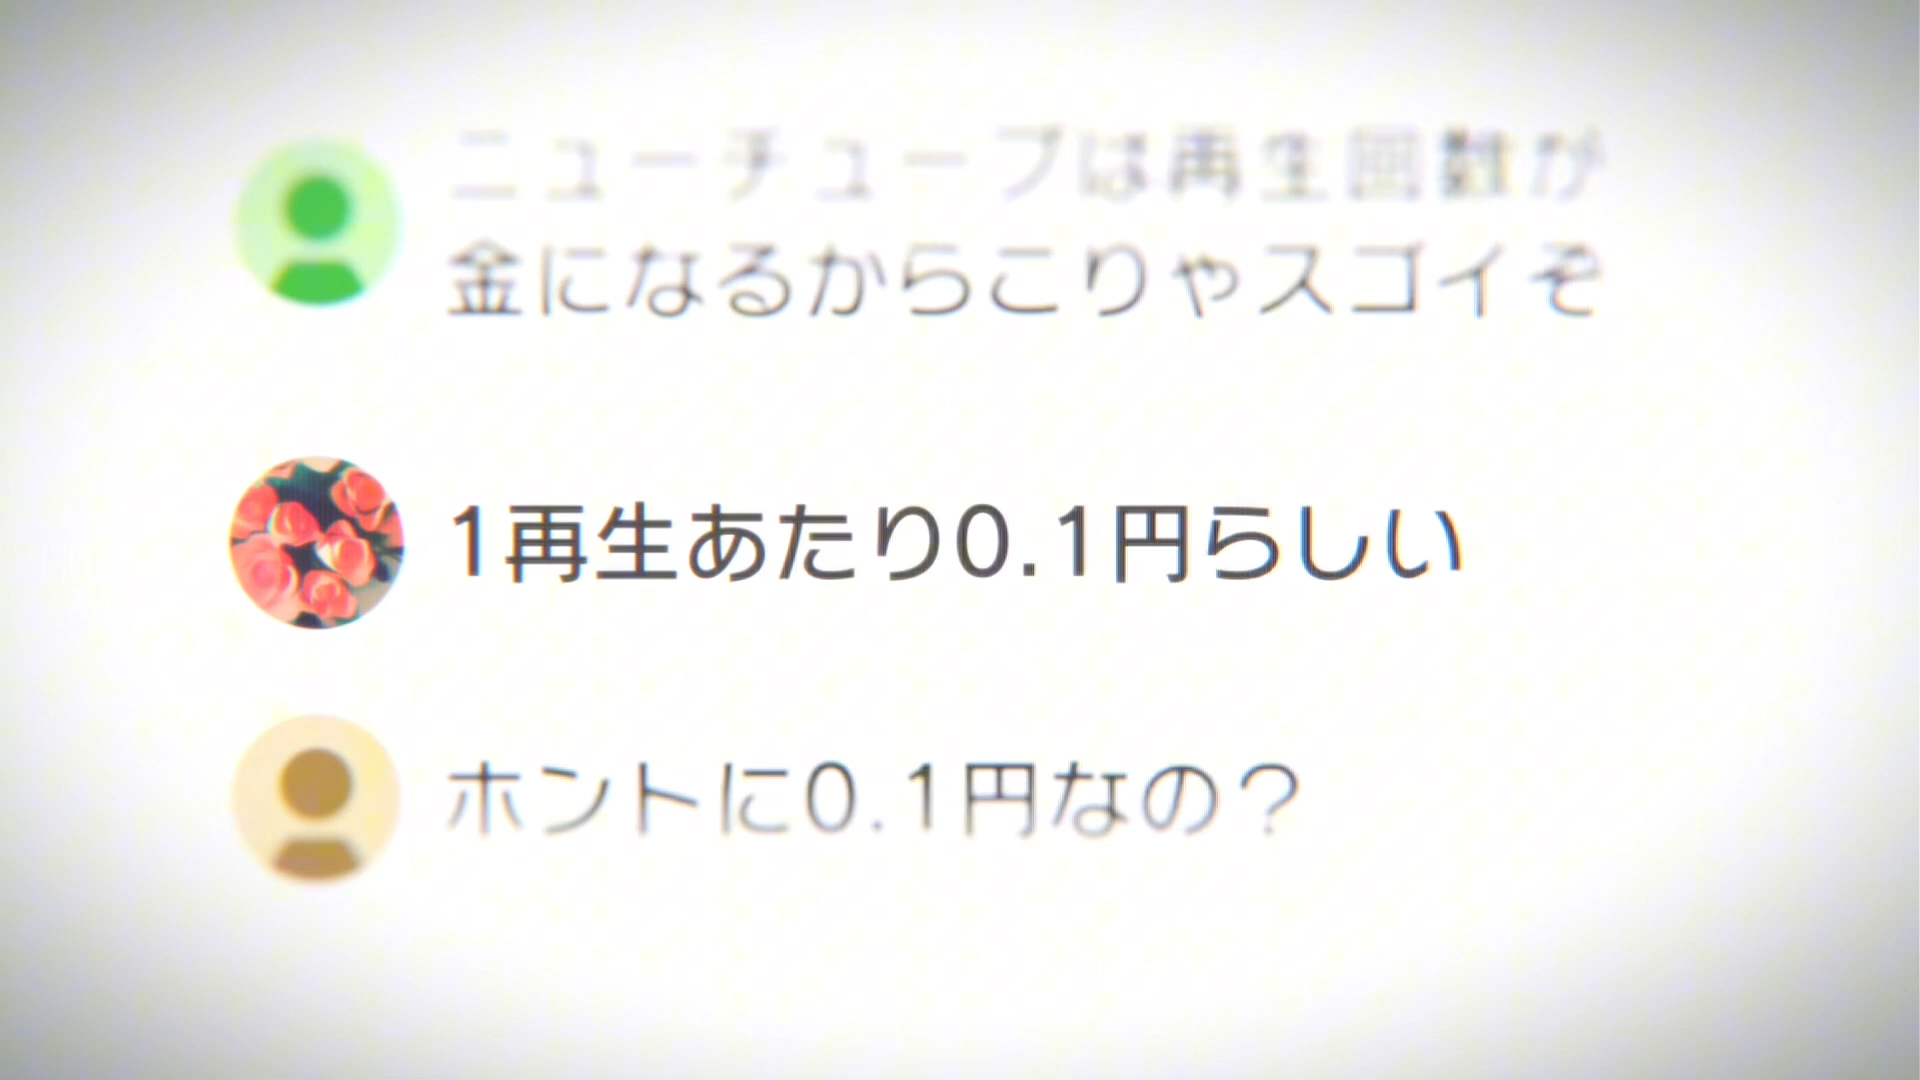 ニューチューブは再生回数が
金になるからこりゃスゴイぞ
1再生あたり0.1円らしい
ホントに0.1円なの?